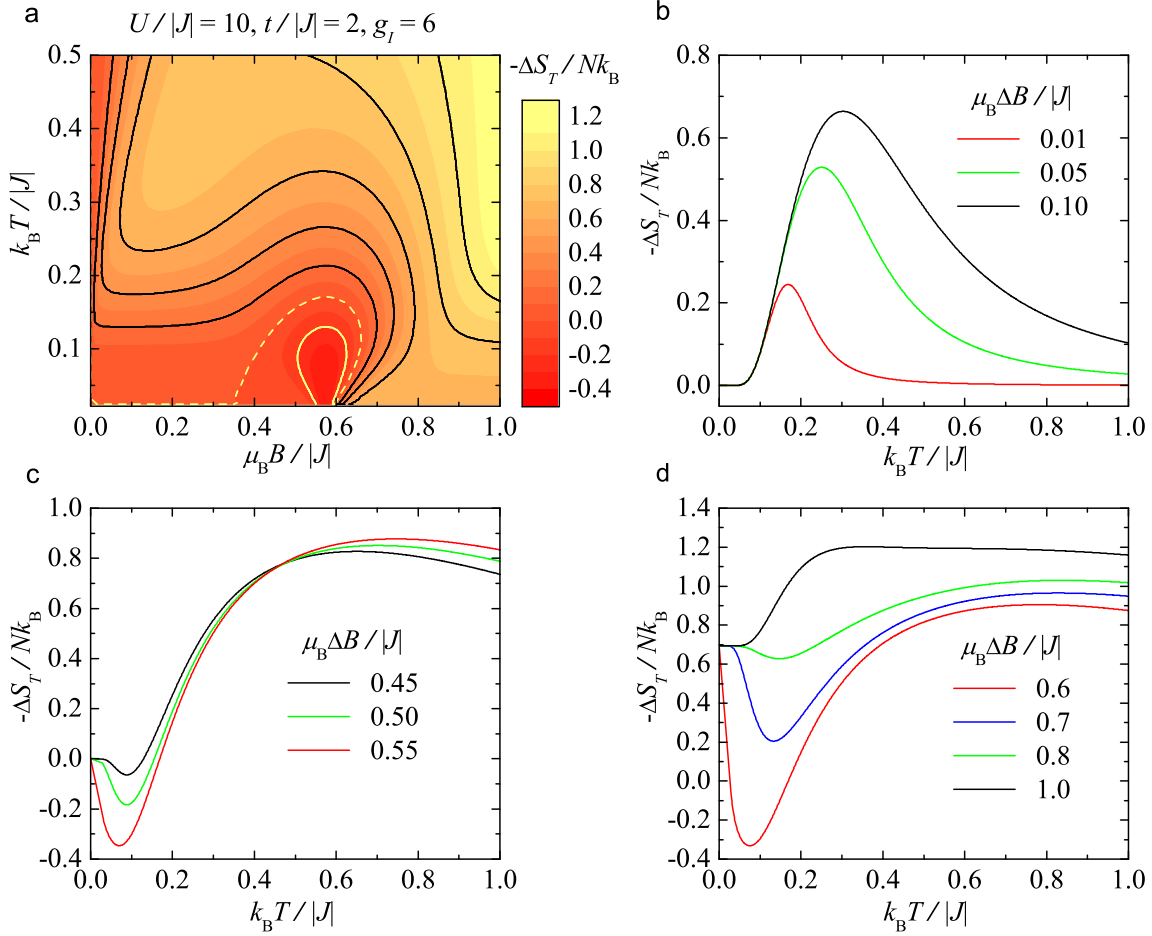 a
U / |J| = 10, t / |J| = 2, g_I = 6
-ΔS_T / Nk_B
k_B T / |J|
0.5
0.4
0.3
0.2
0.1
0.0 0.2 0.4 0.6 0.8 1.0
μ_B B / |J|
1.2
1.0
0.8
0.6
0.4
0.2
0.0
-0.2
-0.4
b
-ΔS_T / Nk_B
0.8
0.6
0.4
0.2
0.0
μ_B ΔB / |J|
0.01
0.05
0.10
0.0 0.2 0.4 0.6 0.8 1.0
k_B T / |J|
c
-ΔS_T / Nk_B
1.0
0.8
0.6
0.4
0.2
0.0
-0.2
-0.4
μ_B ΔB / |J|
0.45
0.50
0.55
0.0 0.2 0.4 0.6 0.8 1.0
k_B T / |J|
d
-ΔS_T / Nk_B
1.4
1.2
1.0
0.8
0.6
0.4
0.2
0.0
-0.2
-0.4
μ_B ΔB / |J|
0.6
0.7
0.8
1.0
0.0 0.2 0.4 0.6 0.8 1.0
k_B T / |J|